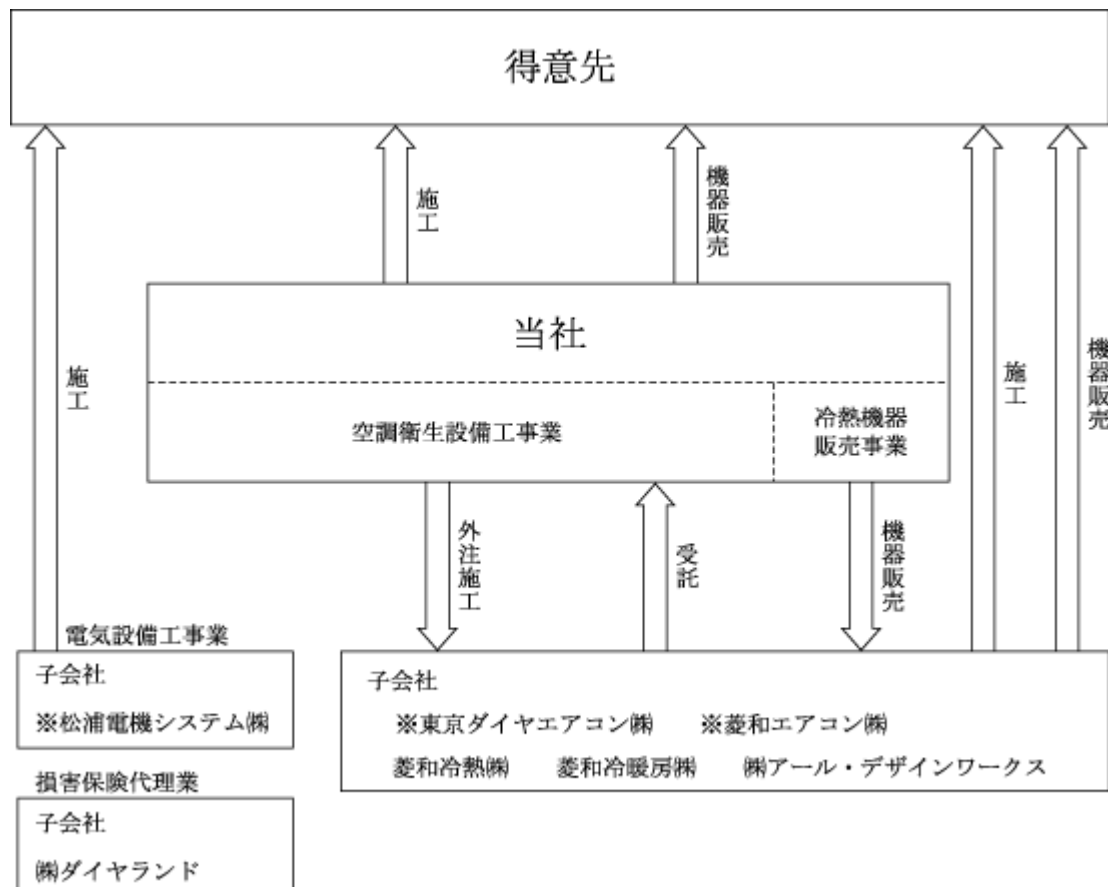 得意先
施工
機器販売
施工
施工
機器販売
当社
空調衛生設備工事業
冷熱機器
販売事業
外注施工
受託
機器販売
電気設備工事業
子会社
※松浦電機システム㈱
損害保険代理業
子会社
㈱ダイヤランド
子会社
※東京ダイヤエアコン㈱ ※菱和エアコン㈱
菱和冷熱㈱ 菱和冷暖房㈱ ㈱アール・デザインワークス